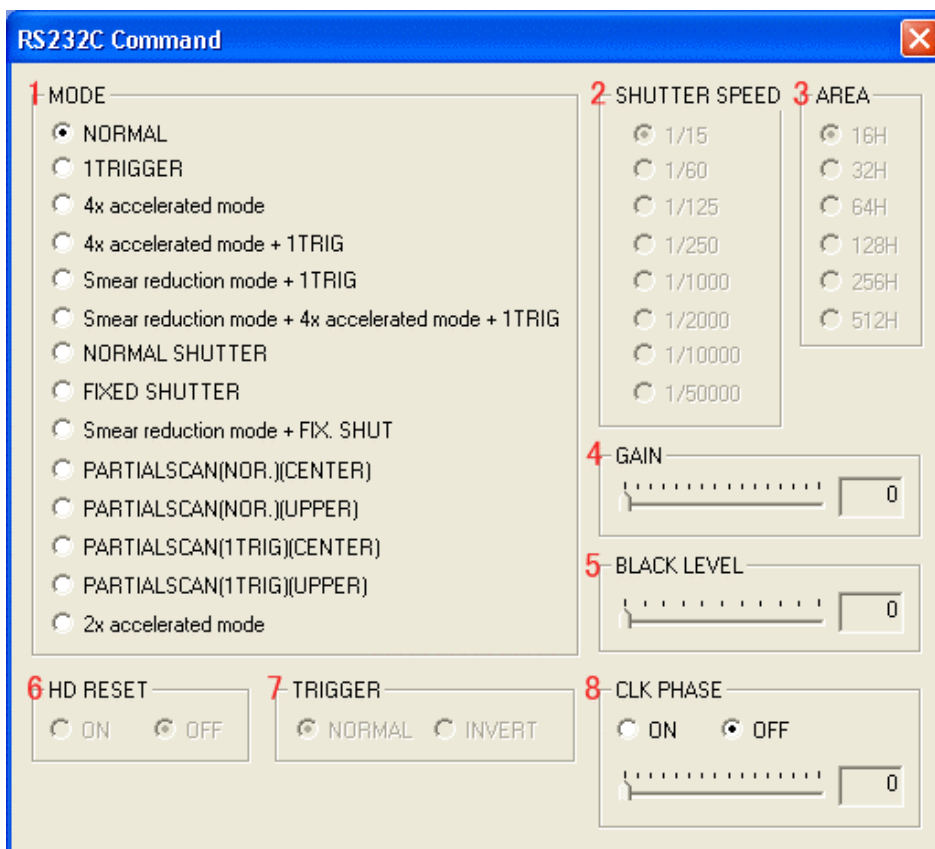 RS232C Command
1 MODE
NORMAL
1TRIGGER
4x accelerated mode
4x accelerated mode + 1TRIG
Smear reduction mode + 1TRIG
Smear reduction mode + 4x accelerated mode + 1TRIG
NORMAL SHUTTER
FIXED SHUTTER
Smear reduction mode + FIX. SHUT
PARTIALSCAN(NOR.)(CENTER)
PARTIALSCAN(NOR.)(UPPER)
PARTIALSCAN(1TRIG)(CENTER)
PARTIALSCAN(1TRIG)(UPPER)
2x accelerated mode
2 SHUTTER SPEED
1/15
1/60
1/125
1/250
1/1000
1/2000
1/10000
1/50000
3 AREA
16H
32H
64H
128H
256H
512H
4 GAIN
0
5 BLACK LEVEL
0
6 HD RESET
ON OFF
7 TRIGGER
NORMAL INVERT
8 CLK PHASE
ON OFF
0